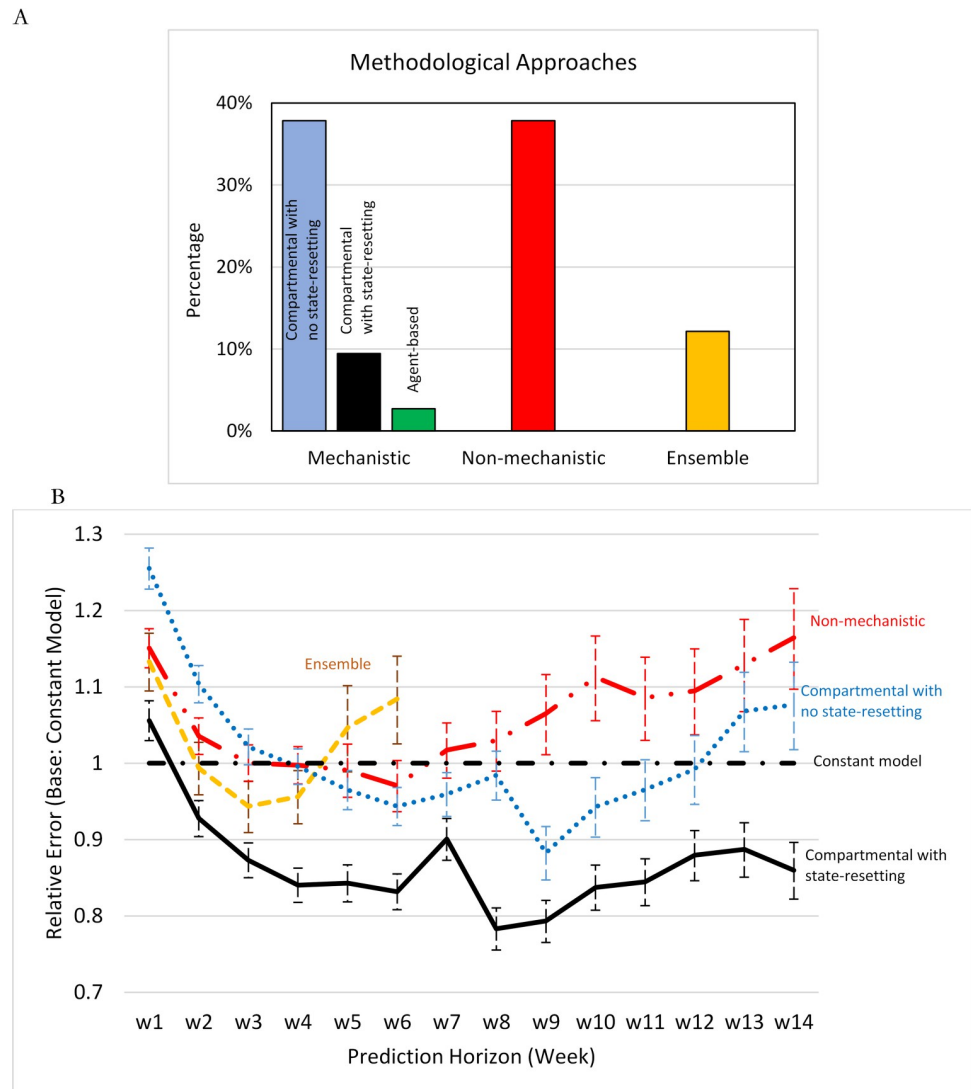 A
Methodological Approaches
40%
30%
20%
10%
0%
Percentage
Compartmental with
no state-resetting
Compartmental
with state-resetting
Agent-based
Mechanistic
Non-mechanistic
Ensemble
B
1.3
1.2
1.1
1
0.9
0.8
0.7
Relative Error (Base: Constant Model)
Non-mechanistic
Ensemble
Compartmental with
no state-resetting
Constant model
Compartmental with
state-resetting
w1 w2 w3 w4 w5 w6 w7 w8 w9 w10 w11 w12 w13 w14
Prediction Horizon (Week)